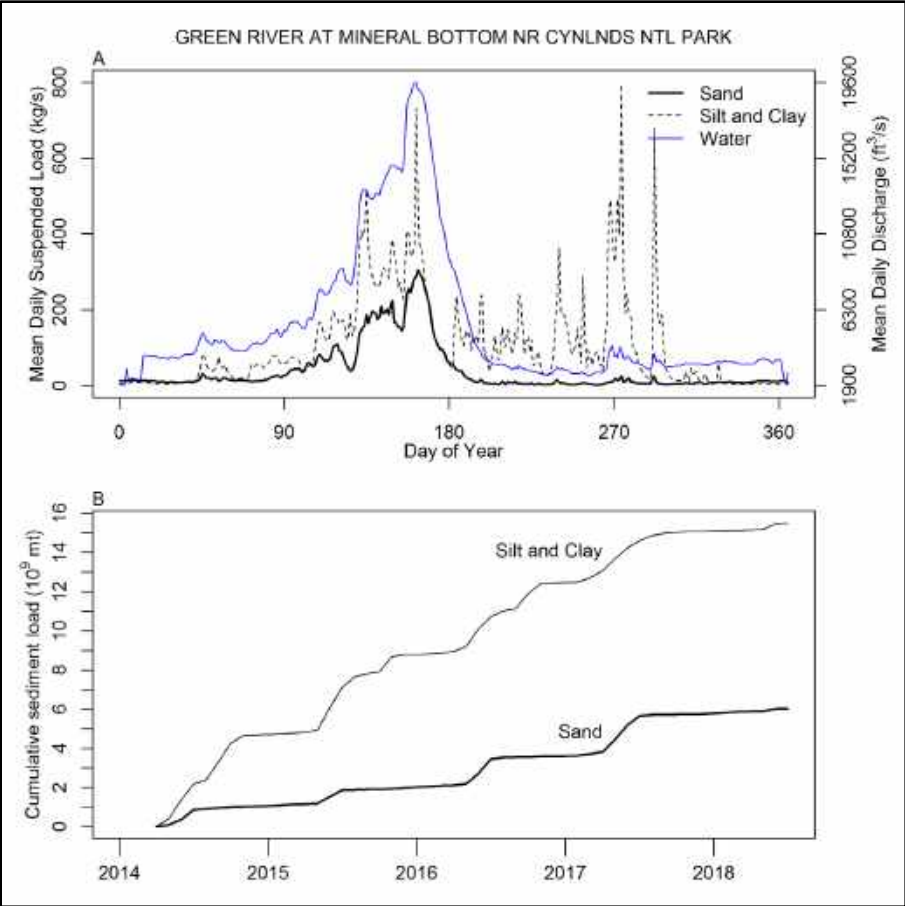 GREEN RIVER AT MINERAL BOTTOM NR CYNLNDS NTL PARK
A
Mean Daily Suspended Load (kg/s)
800
600
400
200
0
Sand
Silt and Clay
Water
19600
15200
10800
6300
1900
Mean Daily Discharge (ft³/s)
0 90 180 270 360
Day of Year
B
Cumulative sediment load (10⁹ mt)
16
14
12
10
8
6
4
2
0
Silt and Clay
Sand
2014 2015 2016 2017 2018